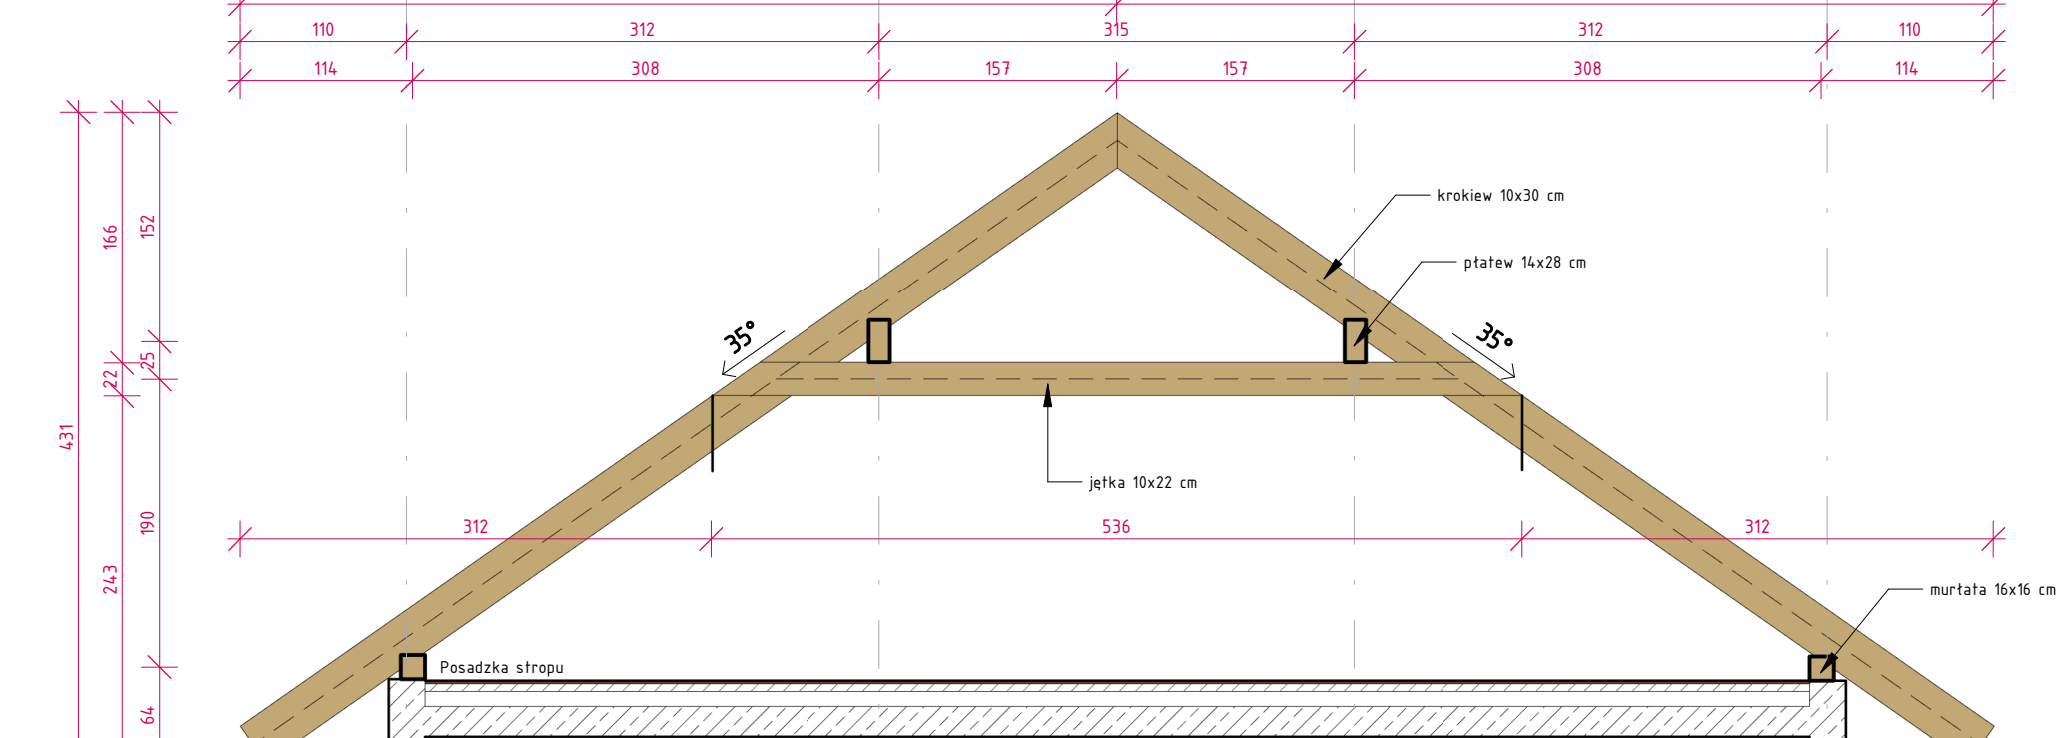 110 312 315 312 110
114 308 157 157 308 114
krokiew 10x30 cm
166 152
płatew 14x28 cm
35° 35°
25
22
431
jętka 10x22 cm
190
312 536 312
243
murłata 16x16 cm
Posadzka stropu
64